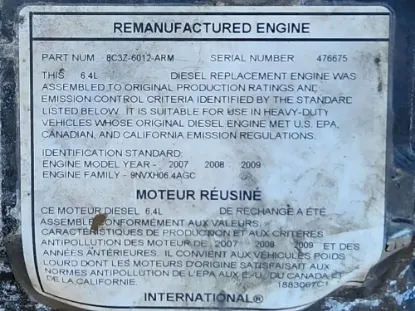 REMANUFACTURED ENGINE
PART NUM 8C3Z-6012-ARM SERIAL NUMBER 476675
THIS 6.4L DIESEL REPLACEMENT ENGINE WAS
ASSEMBLED TO ORIGINAL PRODUCTION RATINGS AND
EMISSION CONTROL CRITERIA IDENTIFIED BY THE STANDARD
LISTED BELOW. IT IS SUITABLE FOR USE IN HEAVY-DUTY
VEHICLES WHOSE ORIGINAL DIESEL ENGINE MET U.S. EPA,
CANADIAN, AND CALIFORNIA EMISSION REGULATIONS.
IDENTIFICATION STANDARD:
ENGINE MODEL YEAR - 2007 2008 2009
ENGINE FAMILY - 9NVXH06.4AGC
MOTEUR RÉUSINÉ
CE MOTEUR DIESEL 6,4L DE RECHANGE A ÉTÉ
ASSEMBLÉ CONFORMÉMENT AUX VALEURS,
CARACTÉRISTIQUES DE PRODUCTION ET AUX CRITÈRES
ANTIPOLLUTION DES MOTEUR DE 2007 2008 2009 ET DES
ANNÉES ANTÉRIEURES. IL CONVIENT AUX VÉHICULES POIDS
LOURD DONT LES MOTEURS D'ORIGINE SATISFAISAIT AUX
NORMES ANTIPOLLUTION DE L'EPA AUX É.-U., DU CANADA ET
DE LA CALIFORNIE. 1883067C1
INTERNATIONAL®